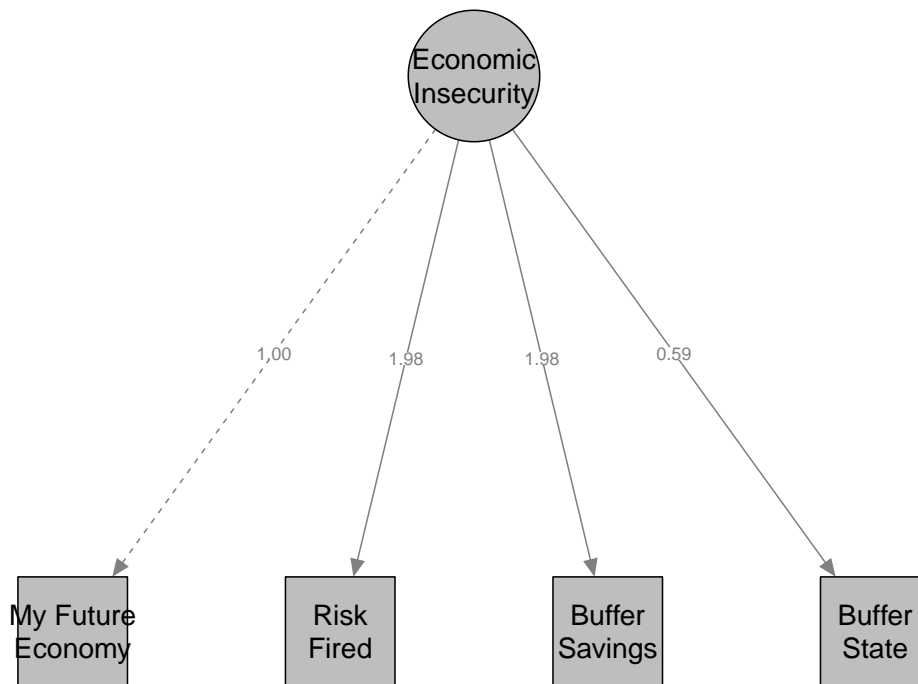 Economic
Insecurity
1.00
1.98
1.98
0.59
My Future
Economy
Risk
Fired
Buffer
Savings
Buffer
State